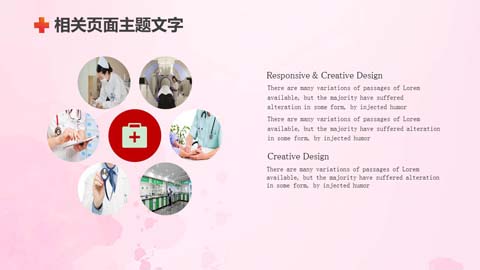 相关页面主题文字
Responsive & Creative Design
There are many variations of passages of Lorem
available, but the majority have suffered
alteration in some form, by injected humor
There are many variations of passages of Lorem
available, but the majority have suffered alteration
in some form, by injected humor
Creative Design
There are many variations of passages of Lorem
available, but the majority have suffered alteration
in some form, by injected humor